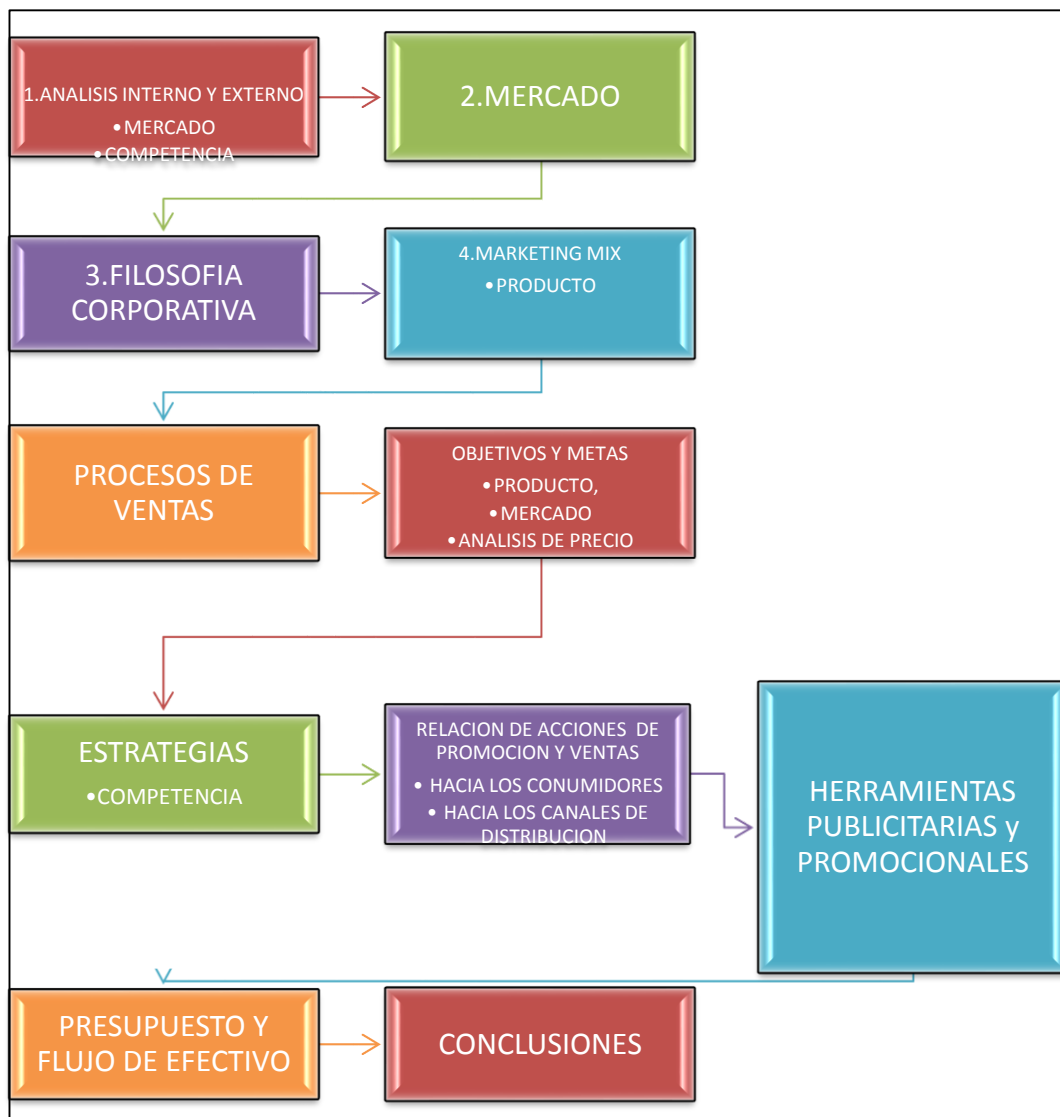 1.ANALISIS INTERNO Y EXTERNO
•MERCADO
•COMPETENCIA
2.MERCADO
3.FILOSOFIA
CORPORATIVA
4.MARKETING MIX
•PRODUCTO
PROCESOS DE
VENTAS
OBJETIVOS Y METAS
•PRODUCTO,
•MERCADO
•ANALISIS DE PRECIO
ESTRATEGIAS
•COMPETENCIA
RELACION DE ACCIONES DE
PROMOCION Y VENTAS
• HACIA LOS CONUMIDORES
• HACIA LOS CANALES DE
DISTRIBUCION
HERRAMIENTAS
PUBLICITARIAS y
PROMOCIONALES
PRESUPUESTO Y
FLUJO DE EFECTIVO
CONCLUSIONES